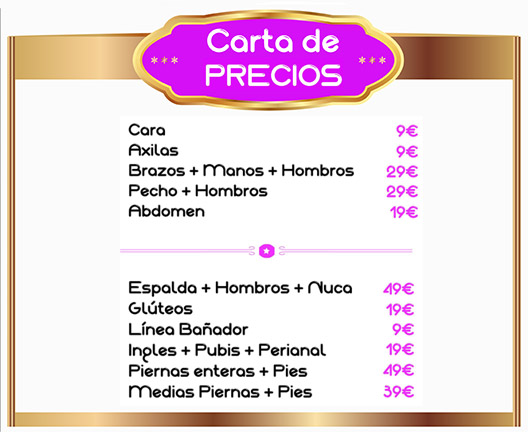 Carta de
PRECIOS
Cara 9€
Axilas 9€
Brazos + Manos + Hombros 29€
Pecho + Hombros 29€
Abdomen 19€
Espalda + Hombros + Nuca 49€
Glúteos 19€
Línea Bañador 9€
Ingles + Pubis + Perianal 19€
Piernas enteras + Pies 49€
Medias Piernas + Pies 39€